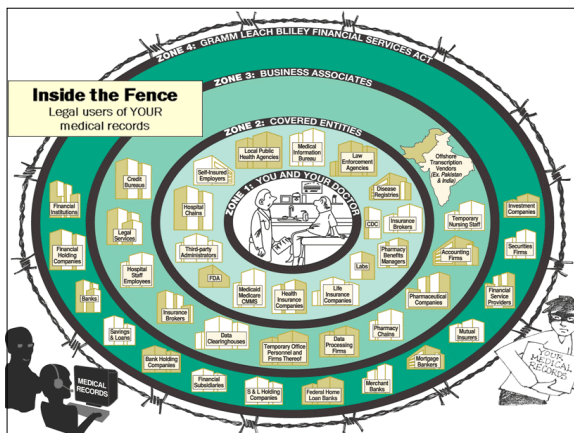 ZONE 4: GRAMM LEACH BLILEY FINANCIAL SERVICES ACT
ZONE 3: BUSINESS ASSOCIATES
Inside the Fence
Legal users of YOUR
medical records
ZONE 2: COVERED ENTITIES
ZONE 1: YOU AND YOUR DOCTOR
Local Public
Health Agencies
Medical
Information
Bureau
Law
Enforcement
Agencies
Offshore
Transcription
Vendors
(Ex. Pakistan
& India)
Self-Insured
Employers
Credit
Bureaus
Disease
Registries
Financial
Institutions
Hospital
Chains
CDC
Insurance
Brokers
Temporary
Nursing Staff
Investment
Companies
Legal
Services
Financial
Holding
Companies
Third-party
Administrators
Pharmacy
Benefits
Managers
Accounting
Firms
Securities
Firms
Hospital
Staff
Employees
FDA
Labs
Medicaid
Medicare
CMMS
Health
Insurance
Companies
Life
Insurance
Companies
Pharmaceutical
Companies
Financial
Service
Providers
Banks
Insurance
Brokers
Savings
& Loans
Data
Clearinghouses
Temporary Office
Personnel and
Firms Thereof
Data
Processing
Firms
Pharmacy
Chains
Mutual
Insurers
Bank Holding
Companies
Mortgage
Bankers
Financial
Subsidiaries
S & L Holding
Companies
Federal Home
Loan Banks
Merchant
Banks
MEDICAL
RECORDS
YOUR
MEDICAL
RECORDS